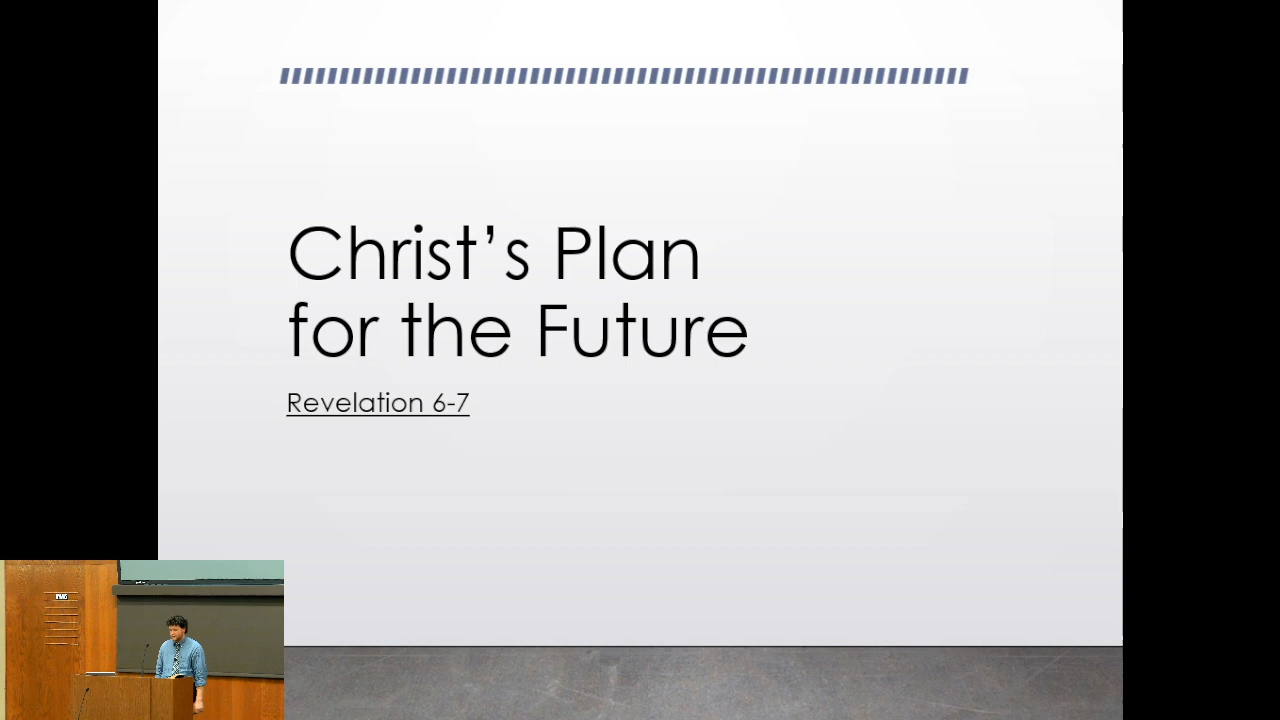 Christ’s Plan
for the Future
Revelation 6-7